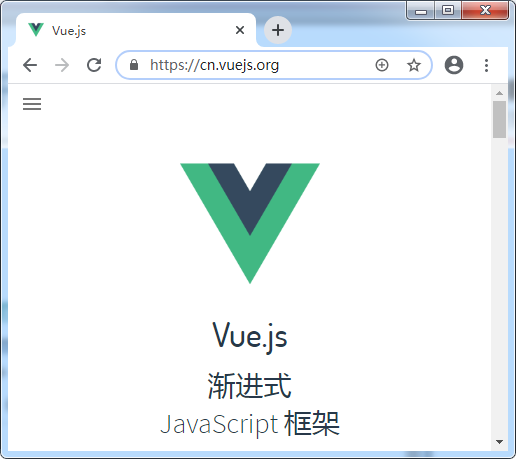 Vue.js
https://cn.vuejs.org
Vue.js
渐进式
JavaScript 框架